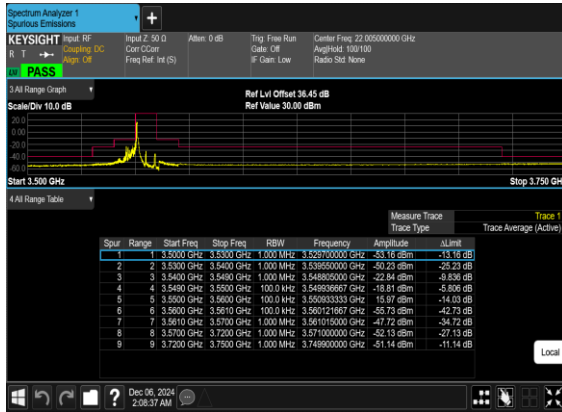 Spectrum Analyzer 1
Spurious Emissions
KEYSIGHT Input: RF Input Z: 50 Ω Atten: 0 dB Trig: Free Run Center Freq: 22.005000000 GHz
R T Coupling: DC Corr CCorr Gate: Off Avg|Hold: 100/100
Align: Off Freq Ref: Int (S) IF Gain: Low Radio Std: None
LXI PASS
3 All Range Graph
Ref Lvl Offset 36.45 dB
Scale/Div 10.0 dB Ref Value 30.00 dBm
20.0
0.00
-20.0
-40.0
-60.0
Start 3.500 GHz Stop 3.750 GH
4 All Range Table
Measure Trace Trace 1
Trace Type Trace Average (Active)
Spur Range Start Freq Stop Freq RBW Frequency Amplitude ΔLimit
1 1 3.5000 GHz 3.5300 GHz 1.000 MHz 3.529700000 GHz -53.16 dBm -13.16 dB
2 2 3.5300 GHz 3.5400 GHz 1.000 MHz 3.539550000 GHz -50.23 dBm -25.23 dB
3 3 3.5400 GHz 3.5490 GHz 1.000 MHz 3.548805000 GHz -22.84 dBm -9.836 dB
4 4 3.5490 GHz 3.5500 GHz 100.0 kHz 3.549936667 GHz -18.81 dBm -5.806 dB
5 5 3.5500 GHz 3.5600 GHz 100.0 kHz 3.550933333 GHz 15.97 dBm -14.03 dB
6 6 3.5600 GHz 3.5610 GHz 100.0 kHz 3.560121667 GHz -55.73 dBm -42.73 dB
7 7 3.5610 GHz 3.5700 GHz 1.000 MHz 3.561015000 GHz -47.72 dBm -34.72 dB
8 8 3.5700 GHz 3.7200 GHz 1.000 MHz 3.571000000 GHz -52.13 dBm -27.13 dB
9 9 3.7200 GHz 3.7500 GHz 1.000 MHz 3.749900000 GHz -51.14 dBm -11.14 dB
Local
Dec 06, 2024
2:08:37 AM